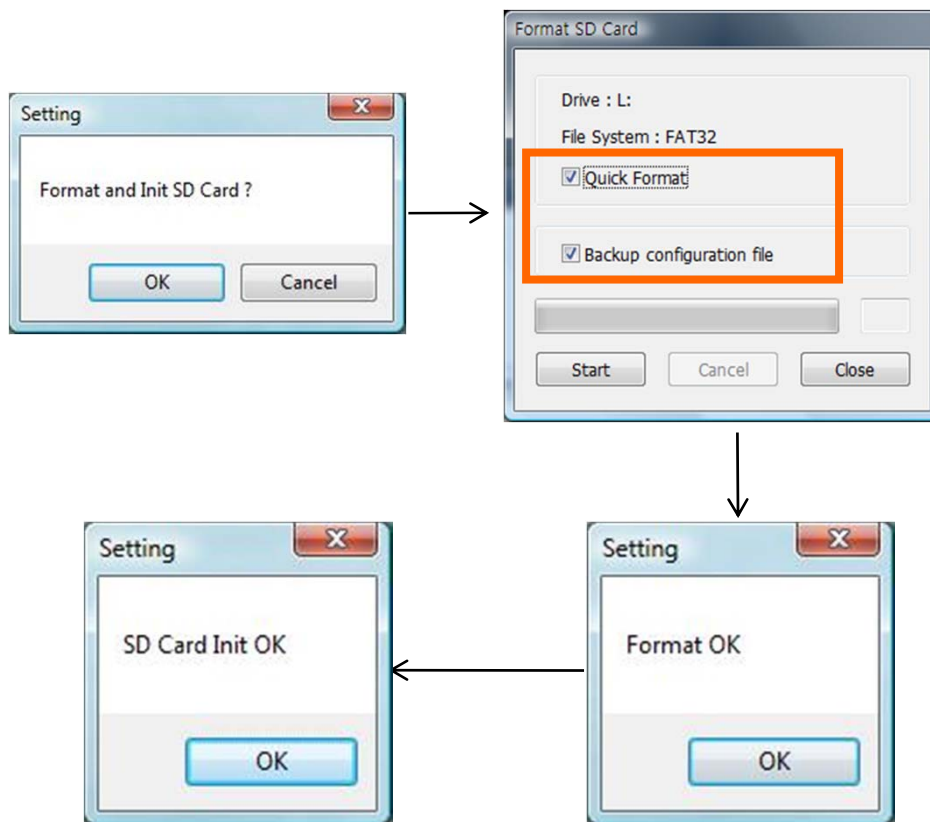 Setting
Format and Init SD Card ?
OK
Cancel
Format SD Card
Drive : L:
File System : FAT32
Quick Format
Backup configuration file
Start
Cancel
Close
Setting
Format OK
OK
Setting
SD Card Init OK
OK